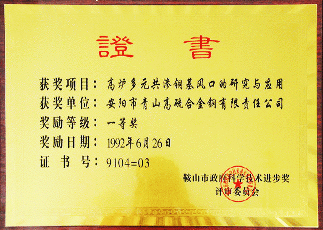 證書
获奖项目：高炉多元共渗铜基风口的研究与应用
获奖单位：安阳市青山高硬合金铜有限责任公司
奖励等级：一等奖
奖励日期：1992年6月26日
证书号：9104=03
鞍山市政府科学技术进步奖
评审委员会